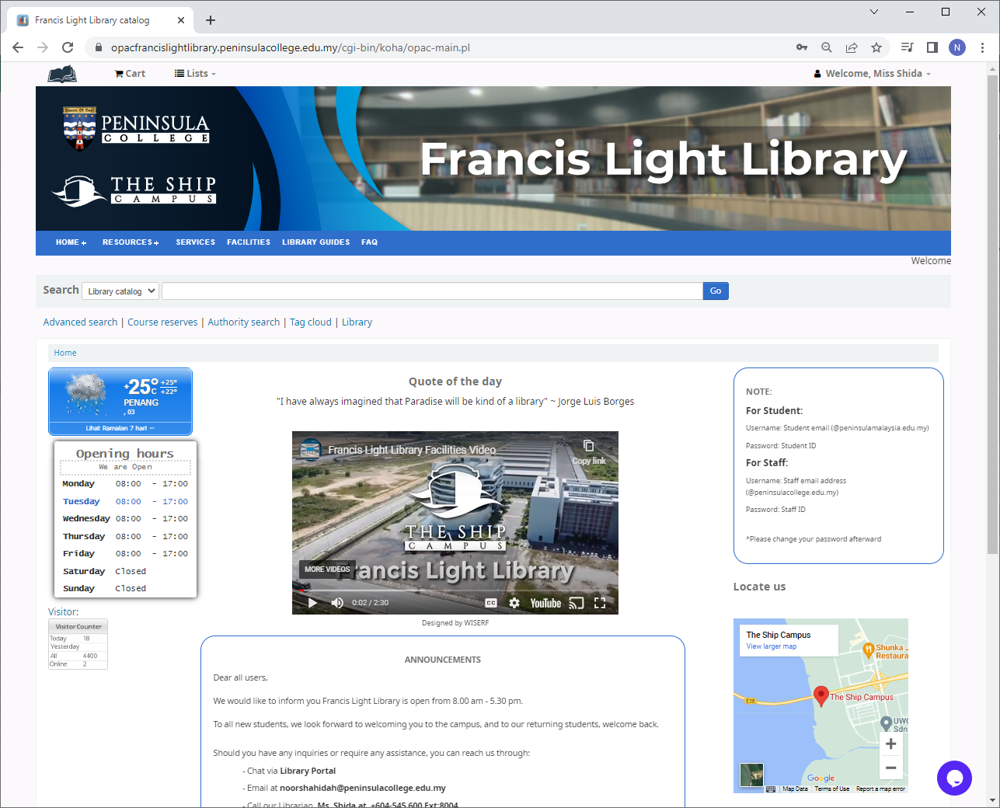 Francis Light Library catalog
opacfrancislightlibrary.peninsulacollege.edu.my/cgi-bin/koha/opac-main.pl
N
Cart
Lists
Welcome, Miss Shida
Beacon Of Hope
PENINSULA
COLLEGE
THE SHIP
CAMPUS
Francis Light Library
HOME +
RESOURCES +
SERVICES
FACILITIES
LIBRARY GUIDES
FAQ
Welcome
Search
Library catalog
Go
Advanced search | Course reserves | Authority search | Tag cloud | Library
Home
+25°C
+25°
+22°
PENANG
, 03
Lihat Ramalan 7 hari ···
Opening hours
We are Open
Monday 08:00 - 17:00
Tuesday 08:00 - 17:00
Wednesday 08:00 - 17:00
Thursday 08:00 - 17:00
Friday 08:00 - 17:00
Saturday Closed
Sunday Closed
Visitor:
Visitor Counter
Today 18
Yesterday
All 4400
Online 2
Quote of the day
"I have always imagined that Paradise will be kind of a library" ~ Jorge Luis Borges
Francis Light Library Facilities Video
Copy link
THE SHIP
CAMPUS
MORE VIDEOS
rancis Light Library
0:02 / 2:30
CC
YouTube
Designed by WISERF
ANNOUNCEMENTS
Dear all users,
We would like to inform you Francis Light Library is open from 8.00 am - 5.30 pm.
To all new students, we look forward to welcoming you to the campus, and to our returning students, welcome back.
Should you have any inquiries or require any assistance, you can reach us through:
- Chat via Library Portal
- Email at noorshahidah@peninsulacollege.edu.my
- Call our Librarian, Ms. Shida at, +604-545 600 Ext:8004
NOTE:
For Student:
Username: Student email (@peninsulamalaysia.edu.my)
Password: Student ID
For Staff:
Username: Staff email address
(@peninsulacollege.edu.my)
Password: Staff ID
*Please change your password afterward
Locate us
The Ship Campus
View larger map
Shunka J
Restaura
The Ship Campus
E28
UWC
Sdn
+
−
Google
Map Data
Terms of Use
Report a map error